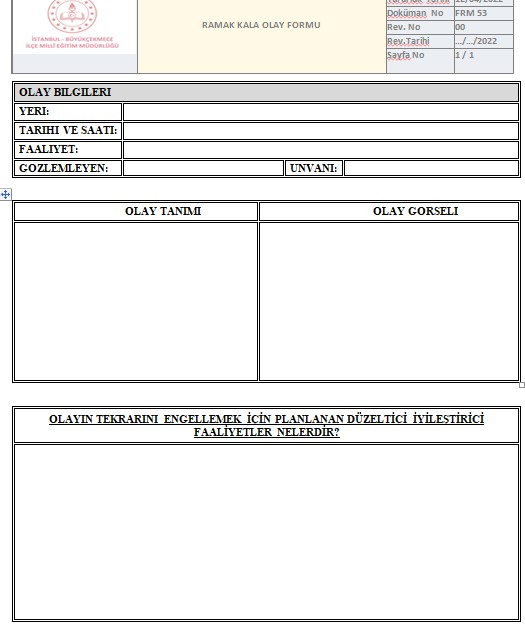 İSTANBUL - BÜYÜKÇEKMECE
İLÇE MİLLİ EĞİTİM MÜDÜRLÜĞÜ
RAMAK KALA OLAY FORMU
Doküman No FRM 53
Rev. No 00
Rev.Tarihi .../.../2022
Sayfa No 1 / 1
OLAY BILGILERI
YERI:
TARIHI VE SAATI:
FAALIYET:
GOZLEMLEYEN: UNVANI:
OLAY TANIMI OLAY GORSELI
OLAYIN TEKRARINI ENGELLEMEK İÇİN PLANLANAN DÜZELTİCİ İYİLEŞTİRİCİ
FAALİYETLER NELERDİR?